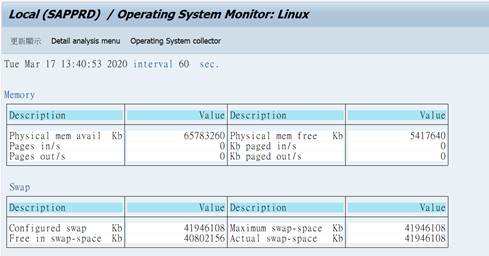 Local (SAPPRD) / Operating System Monitor: Linux
更新顯示 Detail analysis menu Operating System collector
Tue Mar 17 13:40:53 2020 interval 60 sec.
Memory
Description Value Description Value
Physical mem avail Kb 65783260 Physical mem free Kb 5417640
Pages in/s 0 Kb paged in/s 0
Pages out/s 0 Kb paged out/s 0
Swap
Description Value Description Value
Configured swap Kb 41946108 Maximum swap-space Kb 41946108
Free in swap-space Kb 40802156 Actual swap-space Kb 41946108